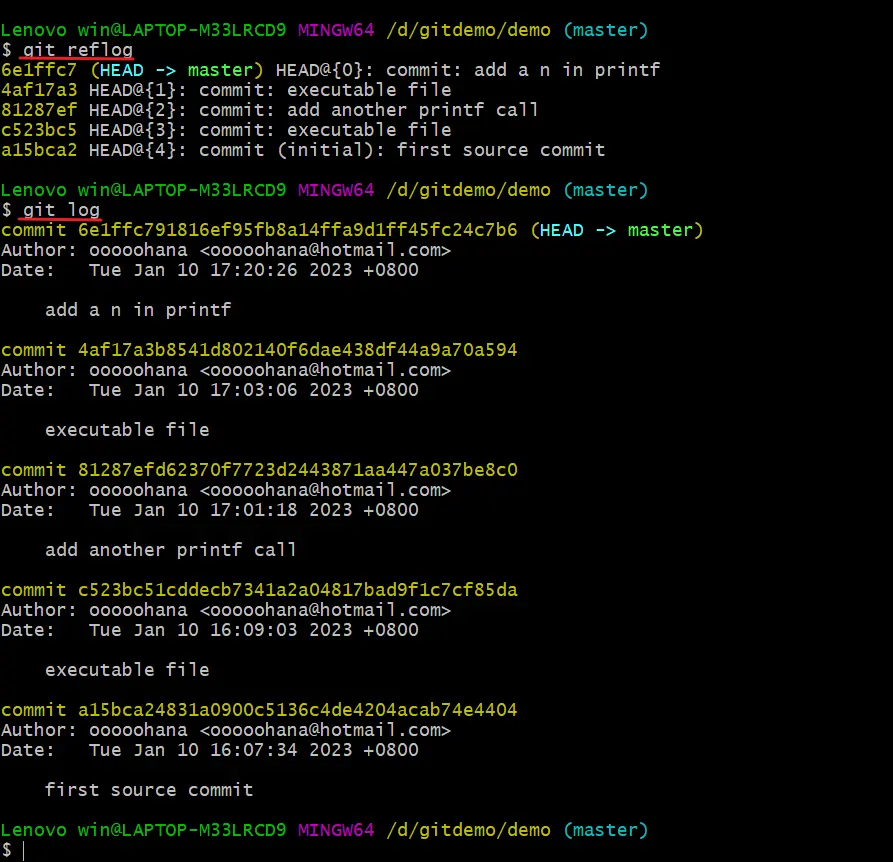 Lenovo win@LAPTOP-M33LRCD9 MINGW64 /d/gitdemo/demo (master)
$ git reflog
6e1ffc7 (HEAD -> master) HEAD@{0}: commit: add a n in printf
4af17a3 HEAD@{1}: commit: executable file
81287ef HEAD@{2}: commit: add another printf call
c523bc5 HEAD@{3}: commit: executable file
a15bca2 HEAD@{4}: commit (initial): first source commit
Lenovo win@LAPTOP-M33LRCD9 MINGW64 /d/gitdemo/demo (master)
$ git log
commit 6e1ffc791816ef95fb8a14ffa9d1ff45fc24c7b6 (HEAD -> master)
Author: ooooohana <ooooohana@hotmail.com>
Date:   Tue Jan 10 17:20:26 2023 +0800
add a n in printf
commit 4af17a3b8541d802140f6dae438df44a9a70a594
Author: ooooohana <ooooohana@hotmail.com>
Date:   Tue Jan 10 17:03:06 2023 +0800
executable file
commit 81287efd62370f7723d2443871aa447a037be8c0
Author: ooooohana <ooooohana@hotmail.com>
Date:   Tue Jan 10 17:01:18 2023 +0800
add another printf call
commit c523bc51cddecb7341a2a04817bad9f1c7cf85da
Author: ooooohana <ooooohana@hotmail.com>
Date:   Tue Jan 10 16:09:03 2023 +0800
executable file
commit a15bca24831a0900c5136c4de4204acab74e4404
Author: ooooohana <ooooohana@hotmail.com>
Date:   Tue Jan 10 16:07:34 2023 +0800
first source commit
Lenovo win@LAPTOP-M33LRCD9 MINGW64 /d/gitdemo/demo (master)
$